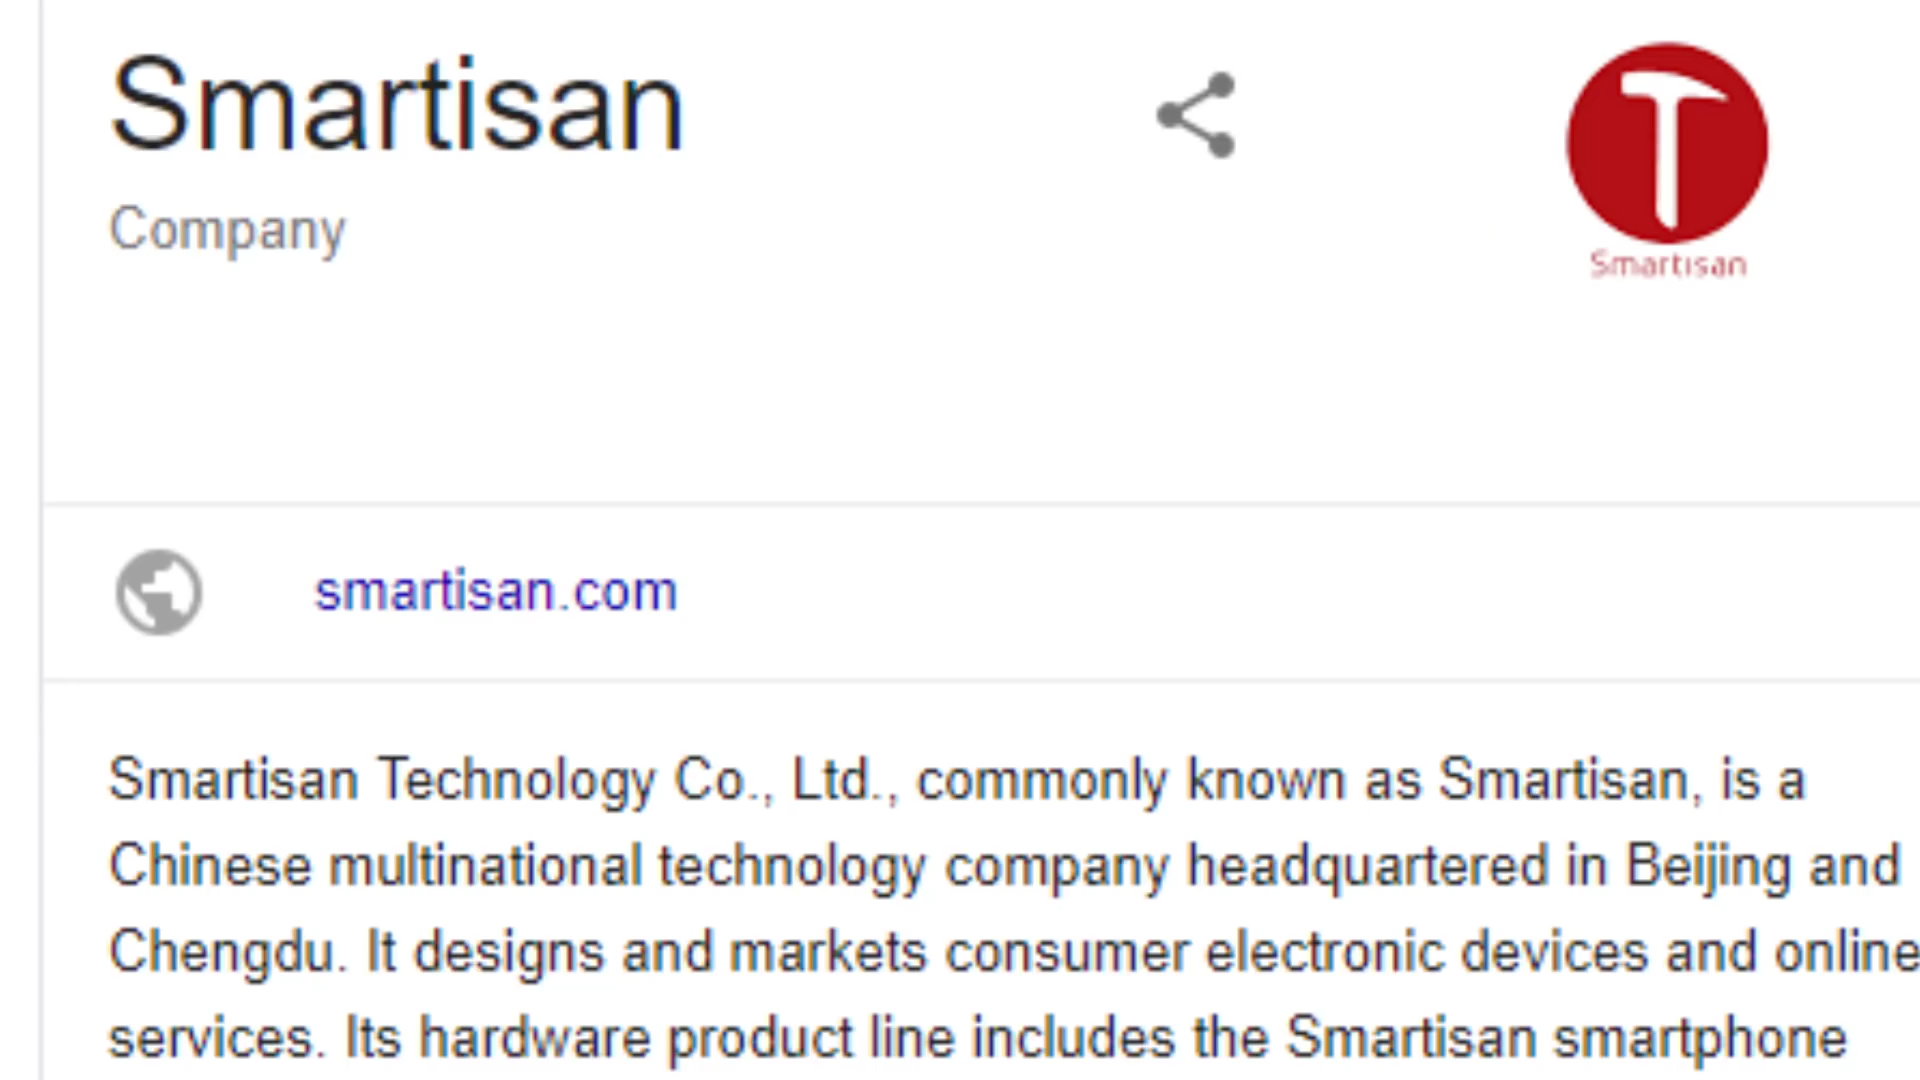 Smartisan
Company
Smartisan
smartisan.com
Smartisan Technology Co., Ltd., commonly known as Smartisan, is a
Chinese multinational technology company headquartered in Beijing and
Chengdu. It designs and markets consumer electronic devices and online
services. Its hardware product line includes the Smartisan smartphone